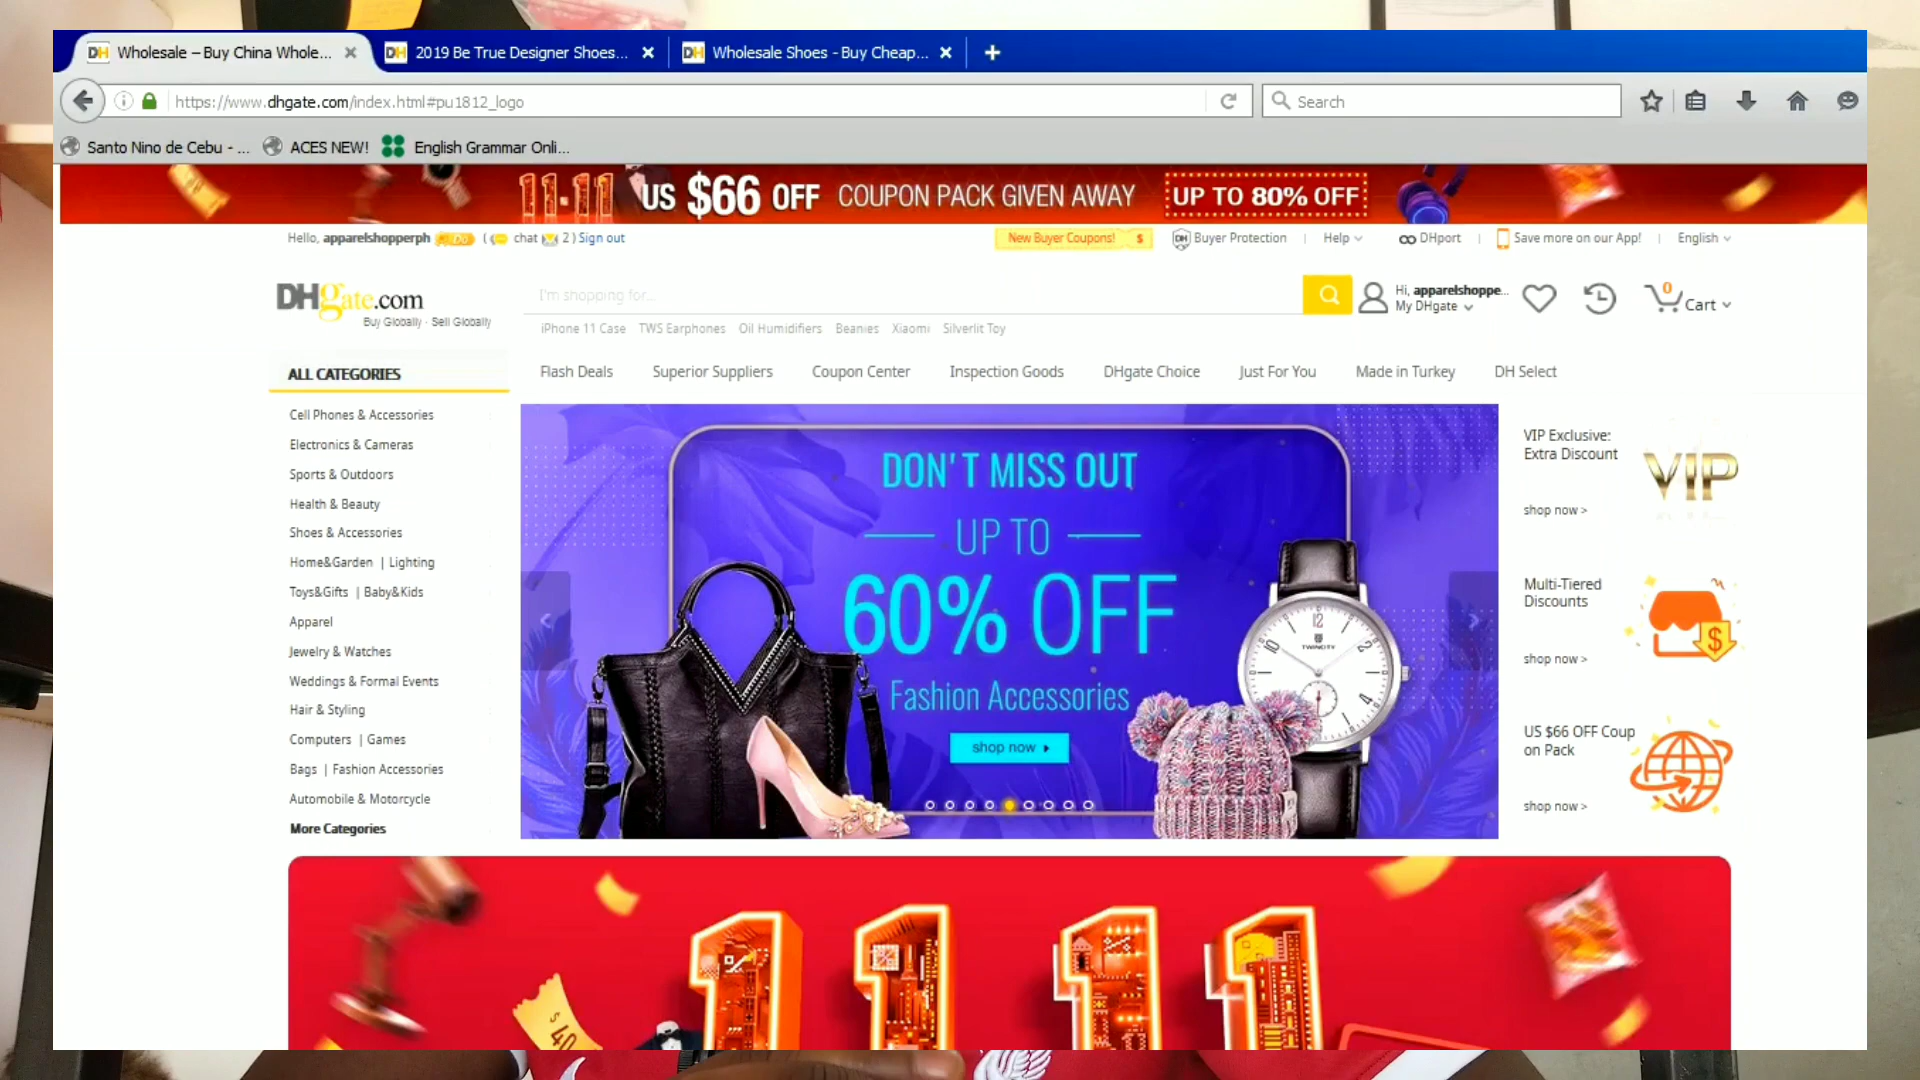 Wholesale – Buy China Whole...
2019 Be True Designer Shoes...
Wholesale Shoes - Buy Cheap...
https://www.dhgate.com/index.html#pu1812_logo
Search
Santo Nino de Cebu - ...
ACES NEW!
English Grammar Onli...
11.11 US $66 OFF COUPON PACK GIVEN AWAY UP TO 80% OFF
Hello, apparelshopperph ( chat 2 ) Sign out
New Buyer Coupons! $
Buyer Protection
Help
DHport
Save more on our App!
English
DHgate.com
Buy Globally · Sell Globally
I'm shopping for...
Hi, apparelshoppe...
My DHgate
0
Cart
iPhone 11 Case TWS Earphones Oil Humidifiers Beanies Xiaomi Silverlit Toy
ALL CATEGORIES
Flash Deals Superior Suppliers Coupon Center Inspection Goods DHgate Choice Just For You Made in Turkey DH Select
Cell Phones & Accessories
Electronics & Cameras
Sports & Outdoors
Health & Beauty
Shoes & Accessories
Home&Garden | Lighting
Toys&Gifts | Baby&Kids
Apparel
Jewelry & Watches
Weddings & Formal Events
Hair & Styling
Computers | Games
Bags | Fashion Accessories
Automobile & Motorcycle
More Categories
DON'T MISS OUT
UP TO
60% OFF
Fashion Accessories
shop now
12
2
4
10
TWINCITY
VIP Exclusive:
Extra Discount
VIP
shop now >
Multi-Tiered
Discounts
$
shop now >
US $66 OFF Coup
on Pack
shop now >
$ 40
11 11